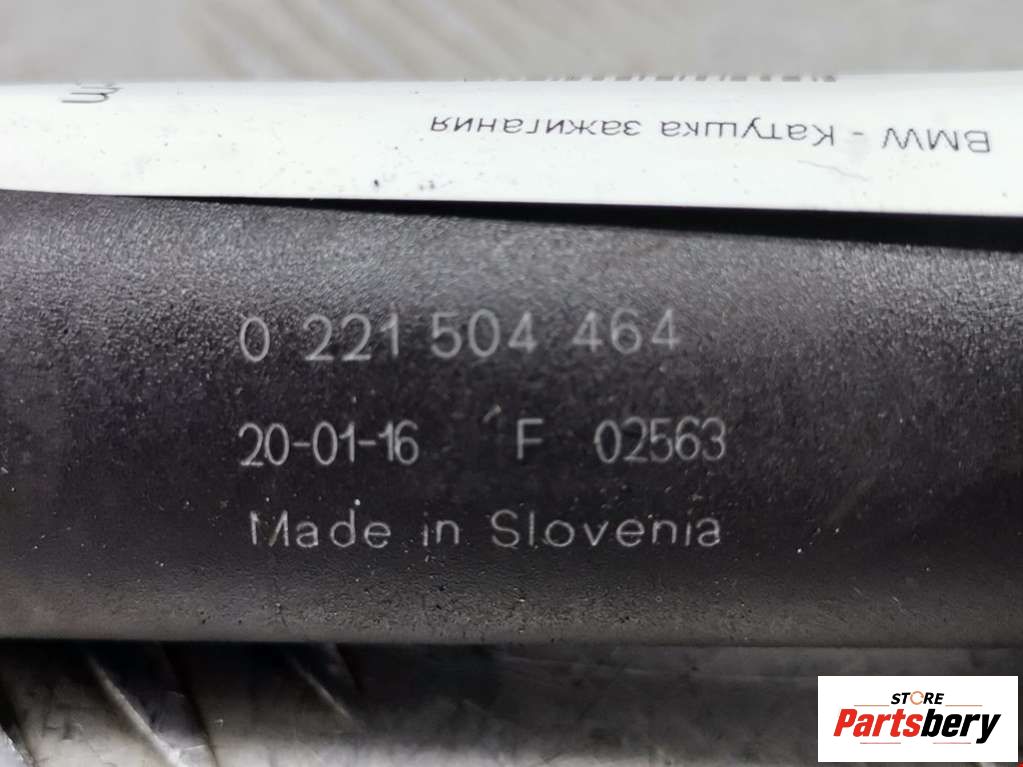 BMW - Катушка зажигания
0 221 504 464
20-01-16 F 02563
Made in Slovenia
STORE
Partsbery